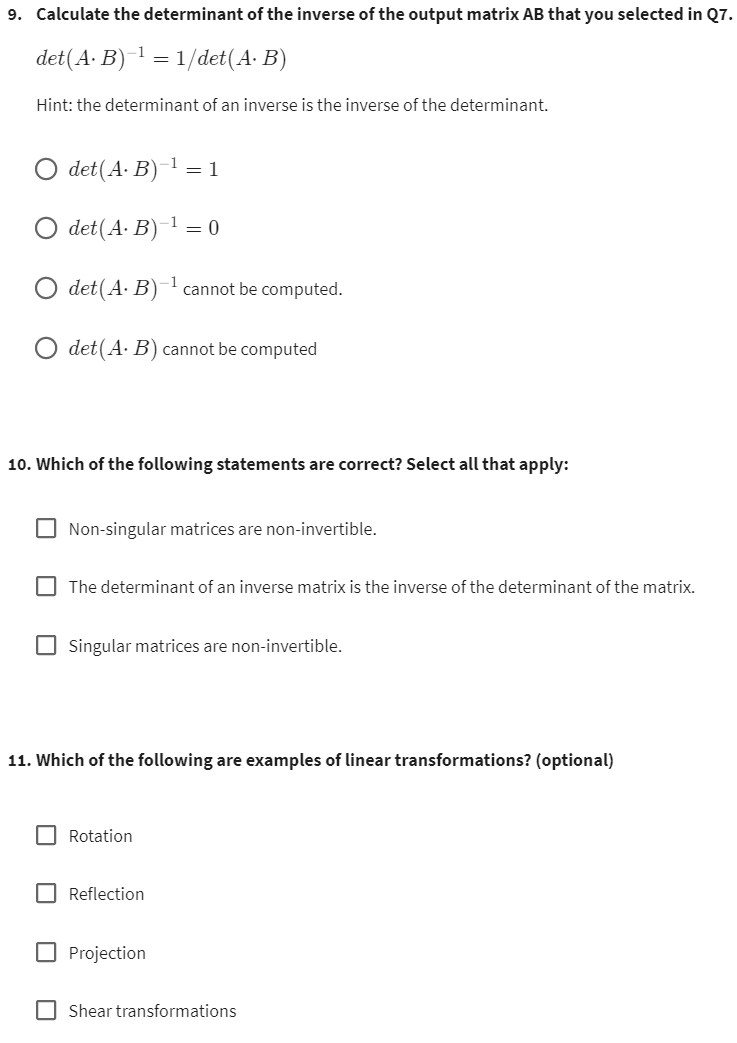 9. Calculate the determinant of the inverse of the output matrix AB that you selected in Q7.
det(A· B)⁻¹ = 1/det(A· B)
Hint: the determinant of an inverse is the inverse of the determinant.
det(A· B)⁻¹ = 1
det(A· B)⁻¹ = 0
det(A· B)⁻¹ cannot be computed.
det(A· B) cannot be computed
10. Which of the following statements are correct? Select all that apply:
Non-singular matrices are non-invertible.
The determinant of an inverse matrix is the inverse of the determinant of the matrix.
Singular matrices are non-invertible.
11. Which of the following are examples of linear transformations? (optional)
Rotation
Reflection
Projection
Shear transformations